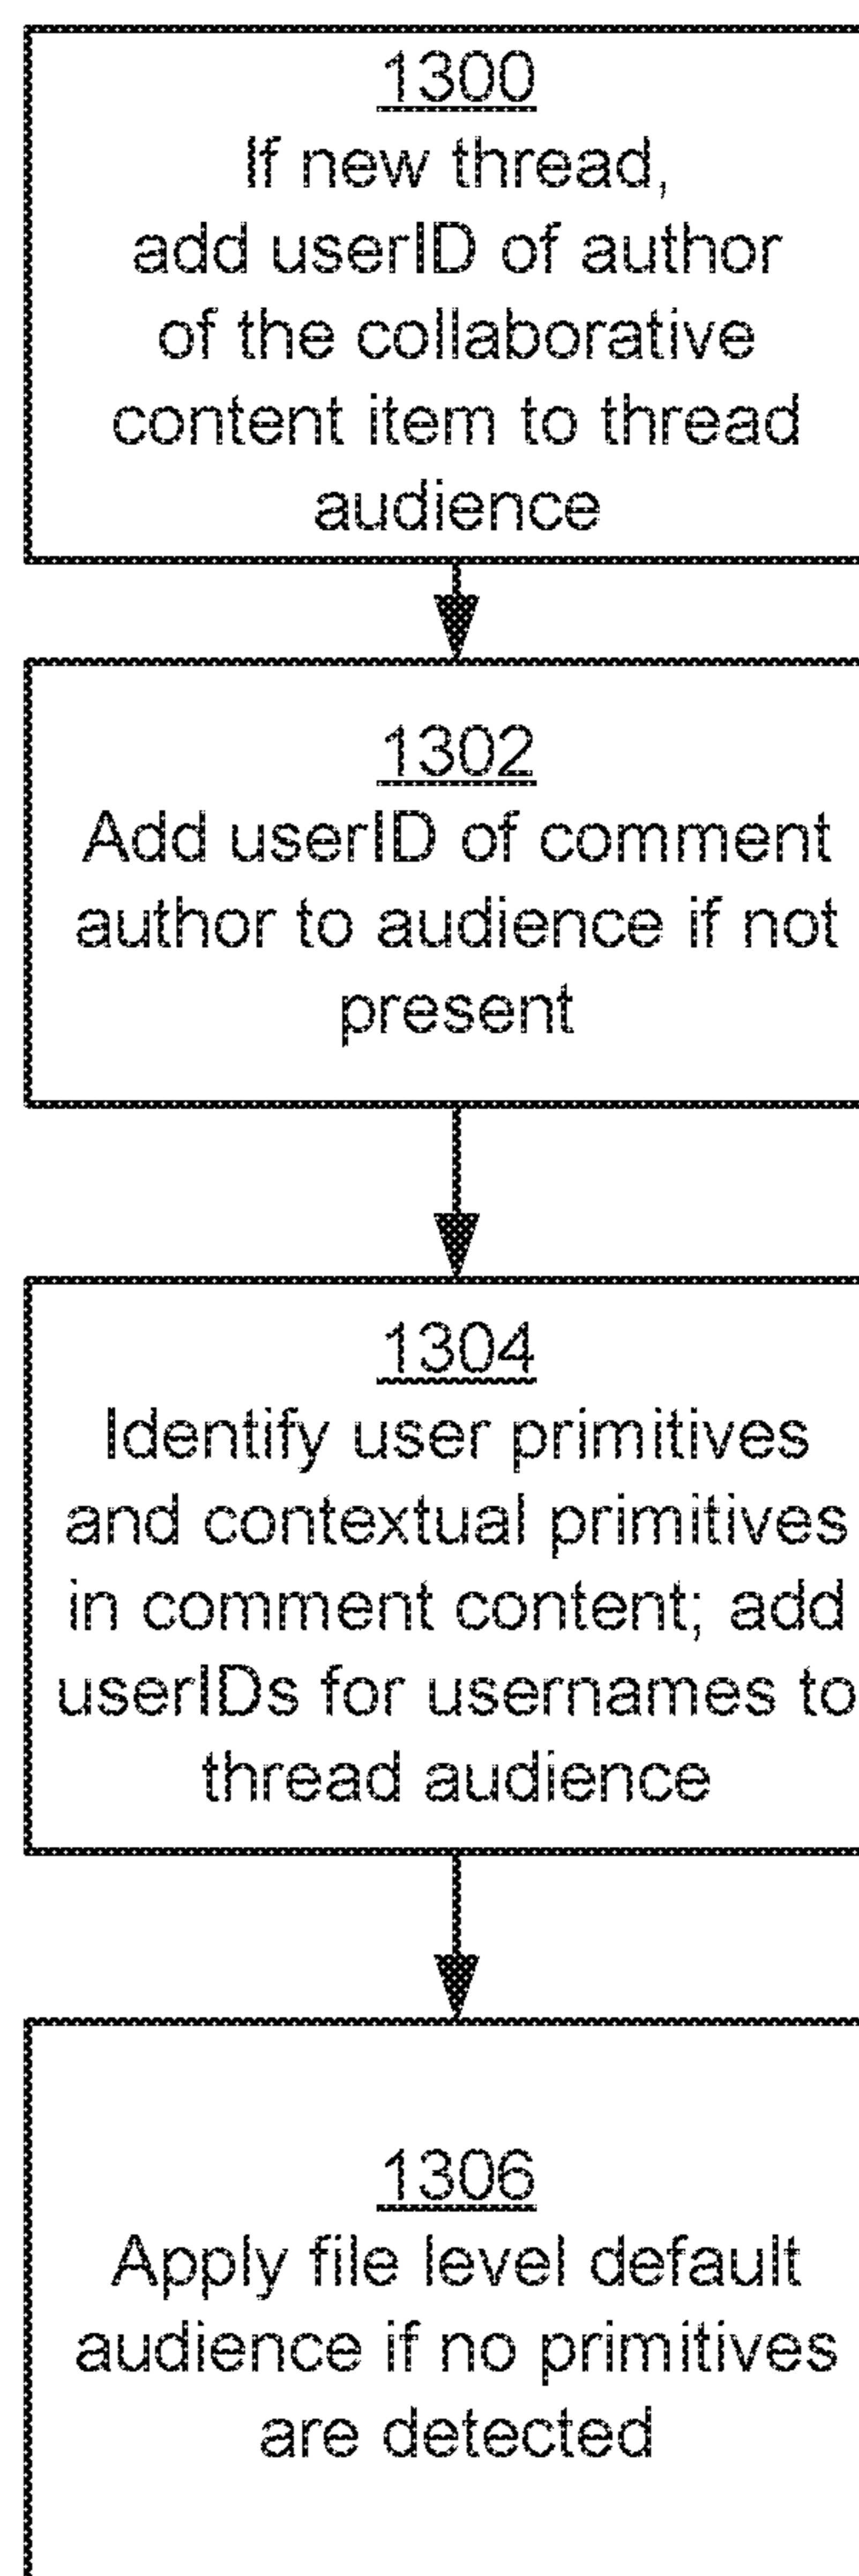 1300
If new thread,
add userID of author
of the collaborative
content item to thread
audience
1302
Add userID of comment
author to audience if not
present
1304
Identify user primitives
and contextual primitives
in comment content; add
userIDs for usernames to
thread audience
1306
Apply file level default
audience if no primitives
are detected